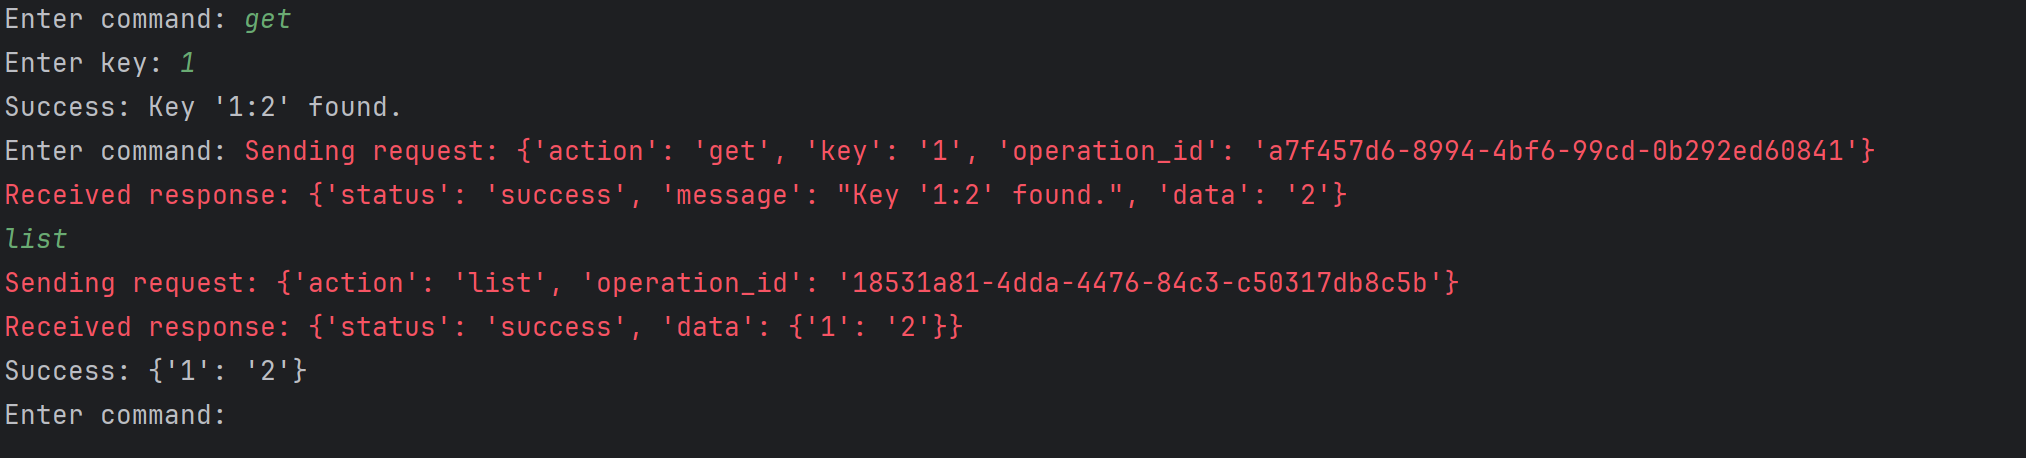 Enter command: get
Enter key: 1
Success: Key '1:2' found.
Enter command: Sending request: {'action': 'get', 'key': '1', 'operation_id': 'a7f457d6-8994-4bf6-99cd-0b292ed60841'}
Received response: {'status': 'success', 'message': "Key '1:2' found.", 'data': '2'}
list
Sending request: {'action': 'list', 'operation_id': '18531a81-4dda-4476-84c3-c50317db8c5b'}
Received response: {'status': 'success', 'data': {'1': '2'}}
Success: {'1': '2'}
Enter command: